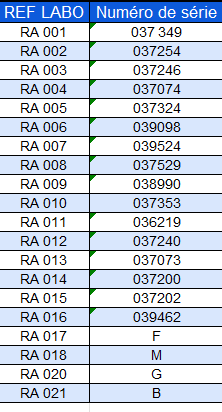 REF LABO Numéro de série
RA 001 037 349
RA 002 037254
RA 003 037246
RA 004 037074
RA 005 037324
RA 006 039098
RA 007 039524
RA 008 037529
RA 009 038990
RA 010 037353
RA 011 036219
RA 012 037240
RA 013 037073
RA 014 037200
RA 015 037202
RA 016 039462
RA 017 F
RA 018 M
RA 020 G
RA 021 B